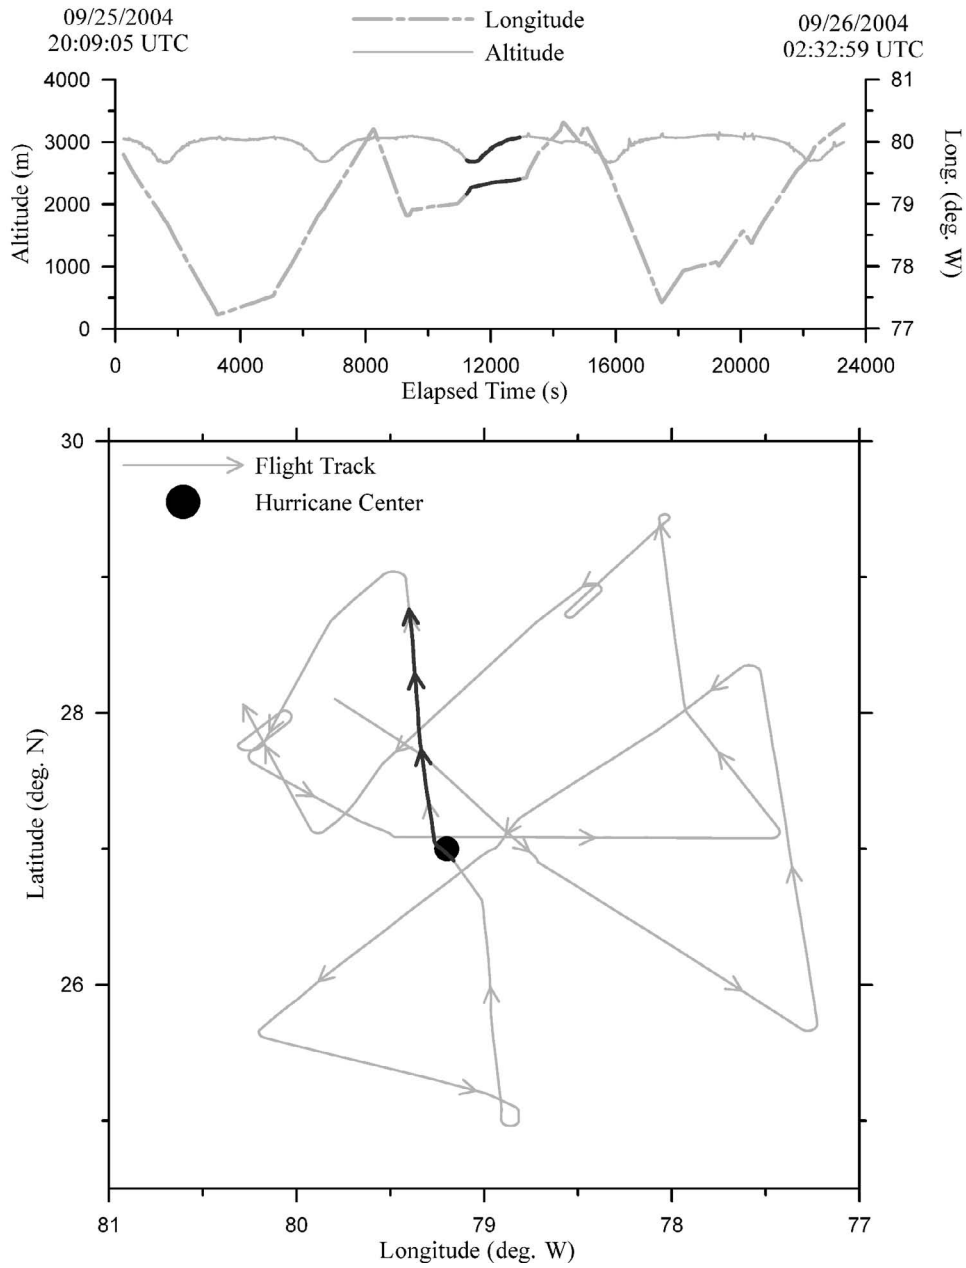 09/25/2004
20:09:05 UTC
Longitude
Altitude
09/26/2004
02:32:59 UTC
4000
3000
2000
1000
0
Altitude (m)
81
80
79
78
77
Long. (deg. W)
0 4000 8000 12000 16000 20000 24000
Elapsed Time (s)
Flight Track
Hurricane Center
30
28
26
Latitude (deg. N)
81 80 79 78 77
Longitude (deg. W)